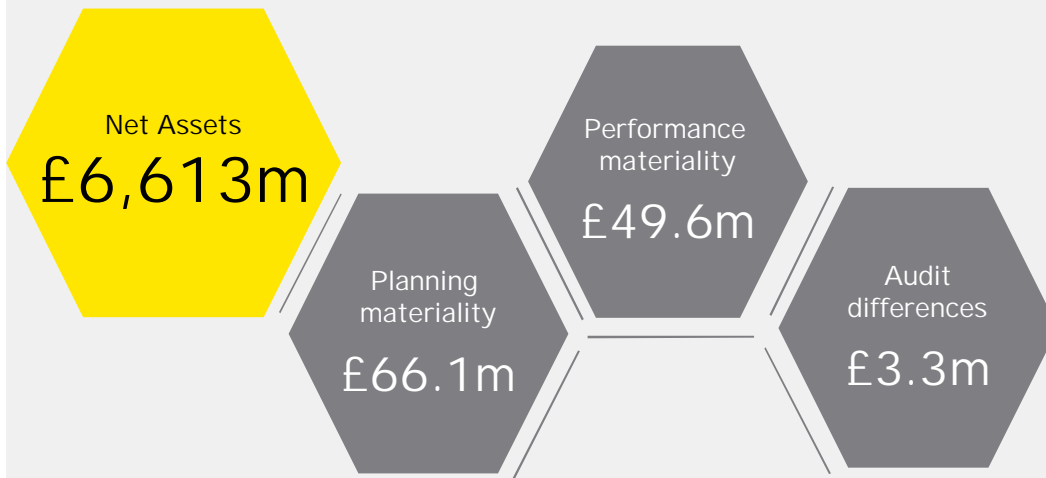 Net Assets
£6,613m
Planning
materiality
£66.1m
Performance
materiality
£49.6m
Audit
differences
£3.3m